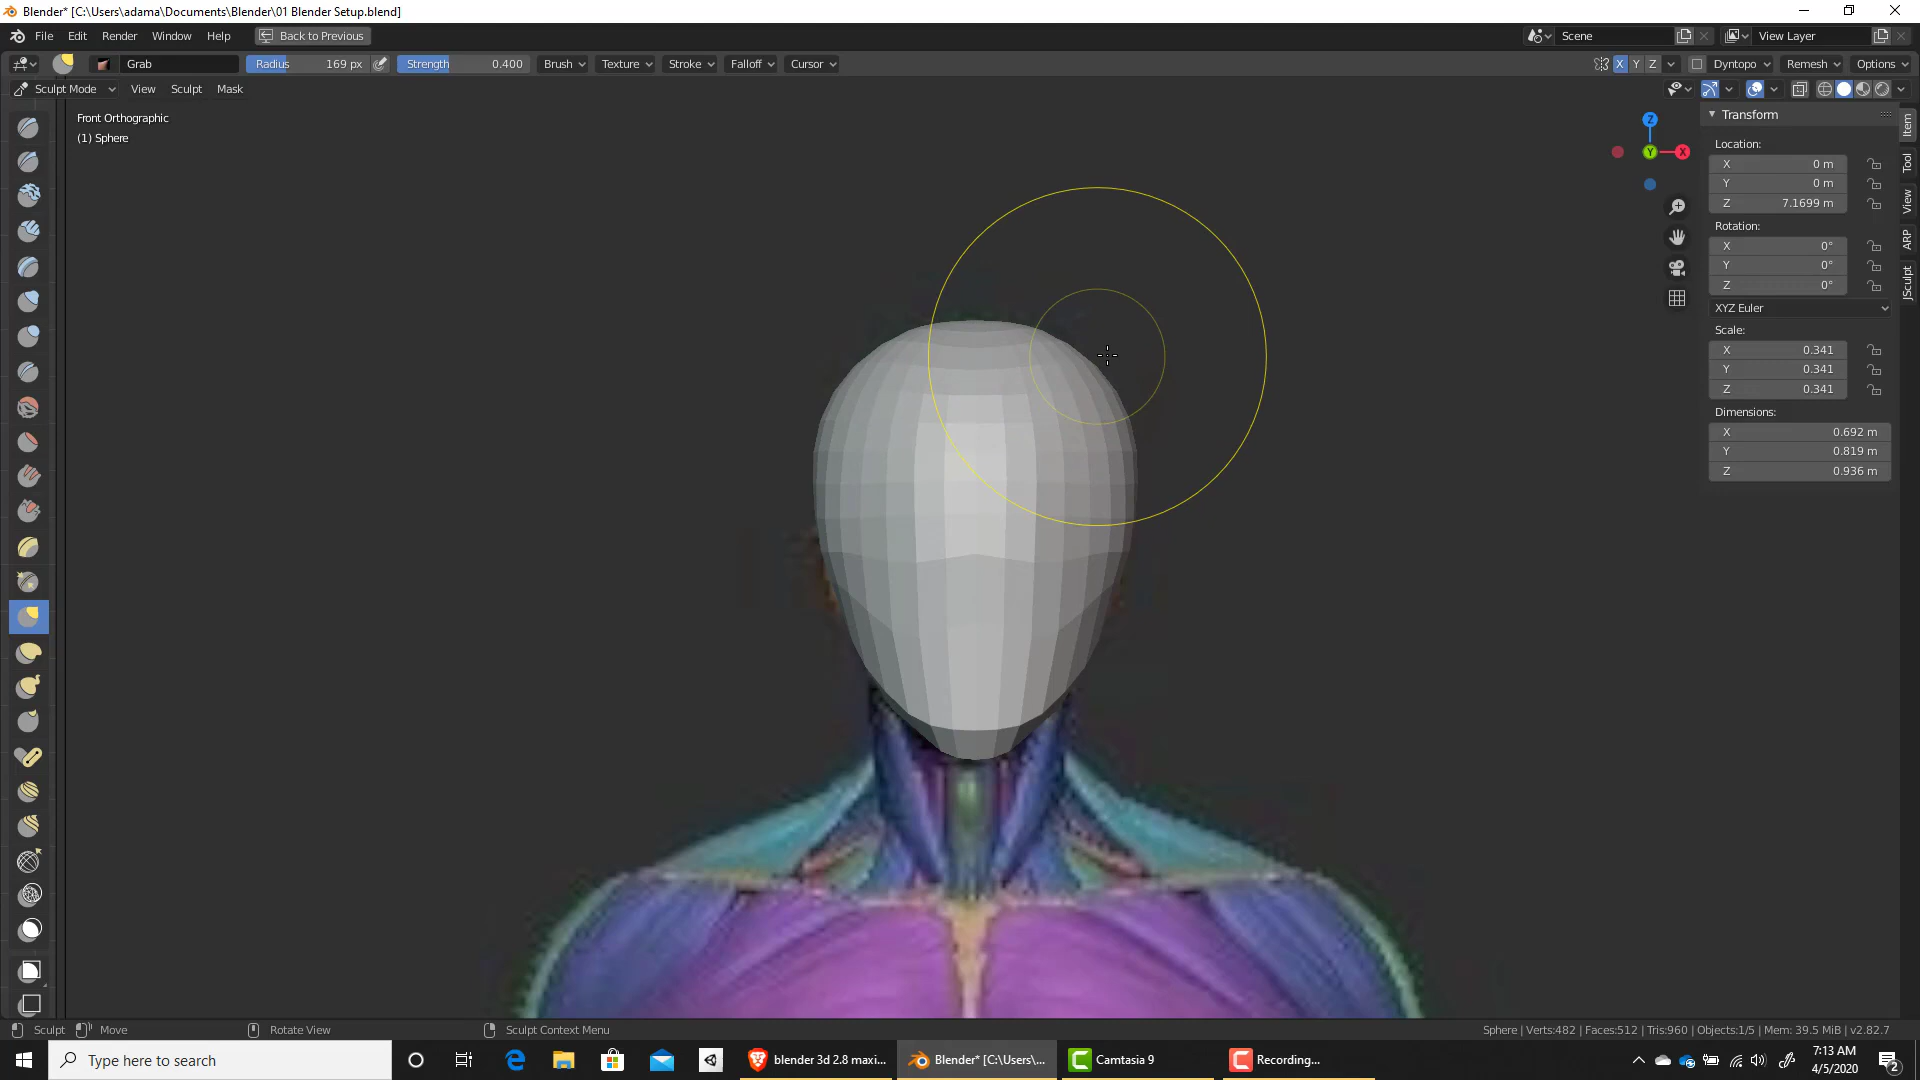 Blender* [C:\Users\adama\Documents\Blender\01 Blender Setup.blend]
File Edit Render Window Help Back to Previous Scene View Layer
Grab Radius 169 px Strength 0.400 Brush Texture Stroke Falloff Cursor X Y Z Dyntopo Remesh Options
Sculpt Mode View Sculpt Mask
Front Orthographic
(1) Sphere
Z
Y
X
Transform
Location:
X 0 m
Y 0 m
Z 7.1699 m
Rotation:
X 0°
Y 0°
Z 0°
XYZ Euler
Scale:
X 0.341
Y 0.341
Z 0.341
Dimensions:
X 0.692 m
Y 0.819 m
Z 0.936 m
Item
Tool
View
ARP
JSculpt
Sculpt Move Rotate View Sculpt Context Menu Sphere | Verts:482 | Faces:512 | Tris:960 | Objects:1/5 | Mem: 39.5 MiB | v2.82.7
Type here to search blender 3d 2.8 maxi... Blender* [C:\Users\... Camtasia 9 Recording... 7:13 AM
4/5/2020
2